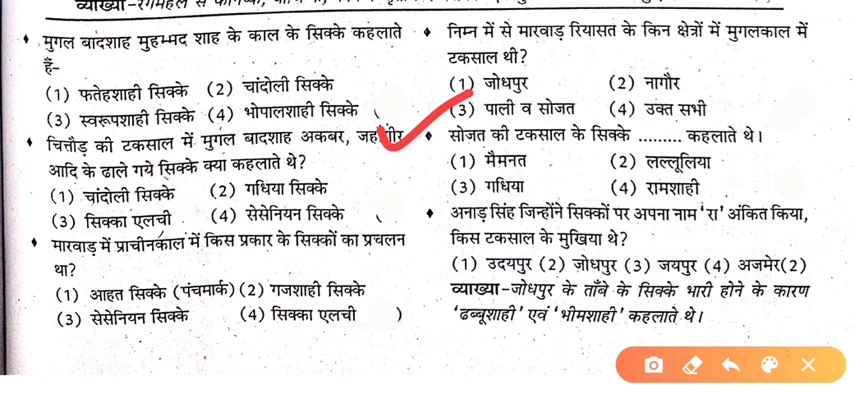 व्याख्या-रंगमहल से
मुगल बादशाह मुहम्मद शाह के काल के सिक्के कहलाते
हैं-
(1) फतेहशाही सिक्के (2) चांदोली सिक्के
(3) स्वरूपशाही सिक्के (4) भोपालशाही सिक्के
चित्तौड़ की टकसाल में मुगल बादशाह अकबर, जहाँगीर
आदि के ढाले गये सिक्के क्या कहलाते थे?
(1) चांदोली सिक्के (2) गधिया सिक्के
(3) सिक्का एलची (4) सेसेनियन सिक्के
मारवाड़ में प्राचीनकाल में किस प्रकार के सिक्कों का प्रचलन
था?
(1) आहत सिक्के (पंचमार्क) (2) गजशाही सिक्के
(3) सेसेनियन सिक्के (4) सिक्का एलची )
निम्न में से मारवाड़ रियासत के किन क्षेत्रों में मुगलकाल में
टकसाल थी?
(1) जोधपुर (2) नागौर
(3) पाली व सोजत (4) उक्त सभी
सोजत की टकसाल के सिक्के ......... कहलाते थे।
(1) मैमनत (2) लल्लूलिया
(3) गधिया (4) रामशाही
अनाड़ सिंह जिन्होंने सिक्कों पर अपना नाम 'रा' अंकित किया,
किस टकसाल के मुखिया थे?
(1) उदयपुर (2) जोधपुर (3) जयपुर (4) अजमेर(2)
व्याख्या-जोधपुर के ताँबे के सिक्के भारी होने के कारण
'ढब्बूशाही' एवं 'भीमशाही' कहलाते थे।